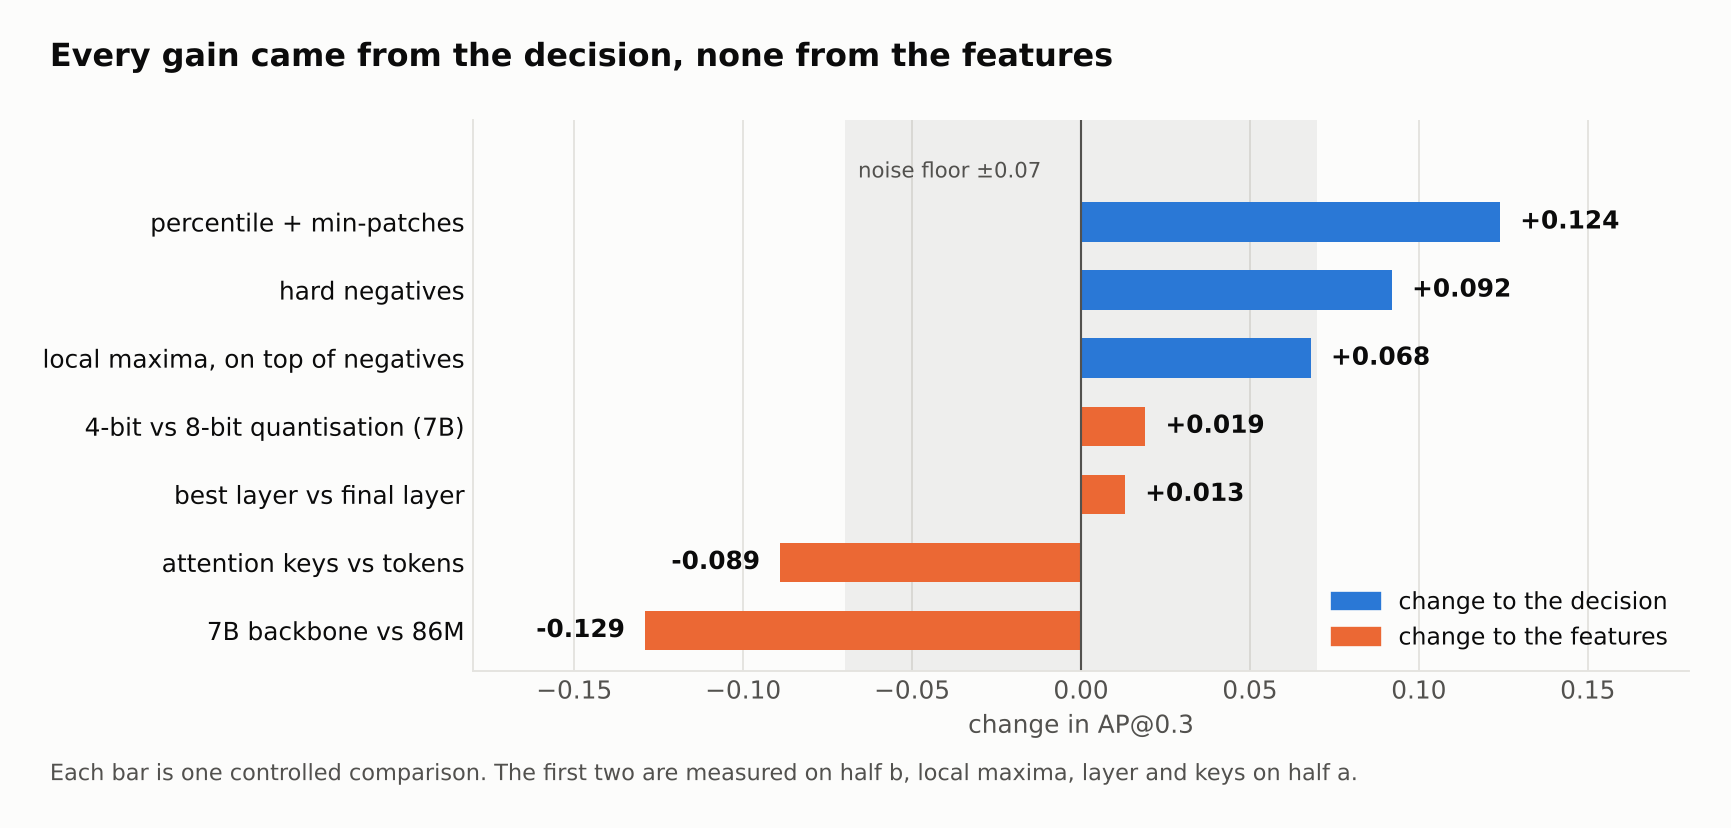 Every gain came from the decision, none from the features
noise floor ±0.07
percentile + min-patches
+0.124
hard negatives
+0.092
local maxima, on top of negatives
+0.068
4-bit vs 8-bit quantisation (7B)
+0.019
best layer vs final layer
+0.013
attention keys vs tokens
-0.089
7B backbone vs 86M
-0.129
change to the decision
change to the features
−0.15 −0.10 −0.05 0.00 0.05 0.10 0.15
change in AP@0.3
Each bar is one controlled comparison. The first two are measured on half b, local maxima, layer and keys on half a.